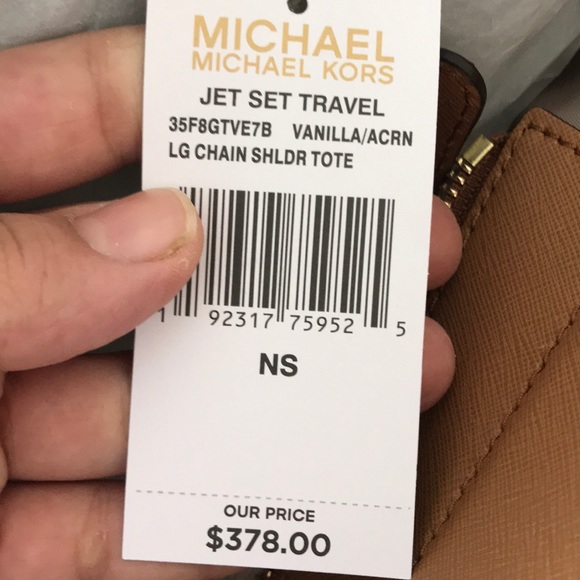 MICHAEL
MICHAEL KORS
JET SET TRAVEL
35F8GTVE7B VANILLA/ACRN
LG CHAIN SHLDR TOTE
1 92317 75952 5
NS
OUR PRICE
$378.00